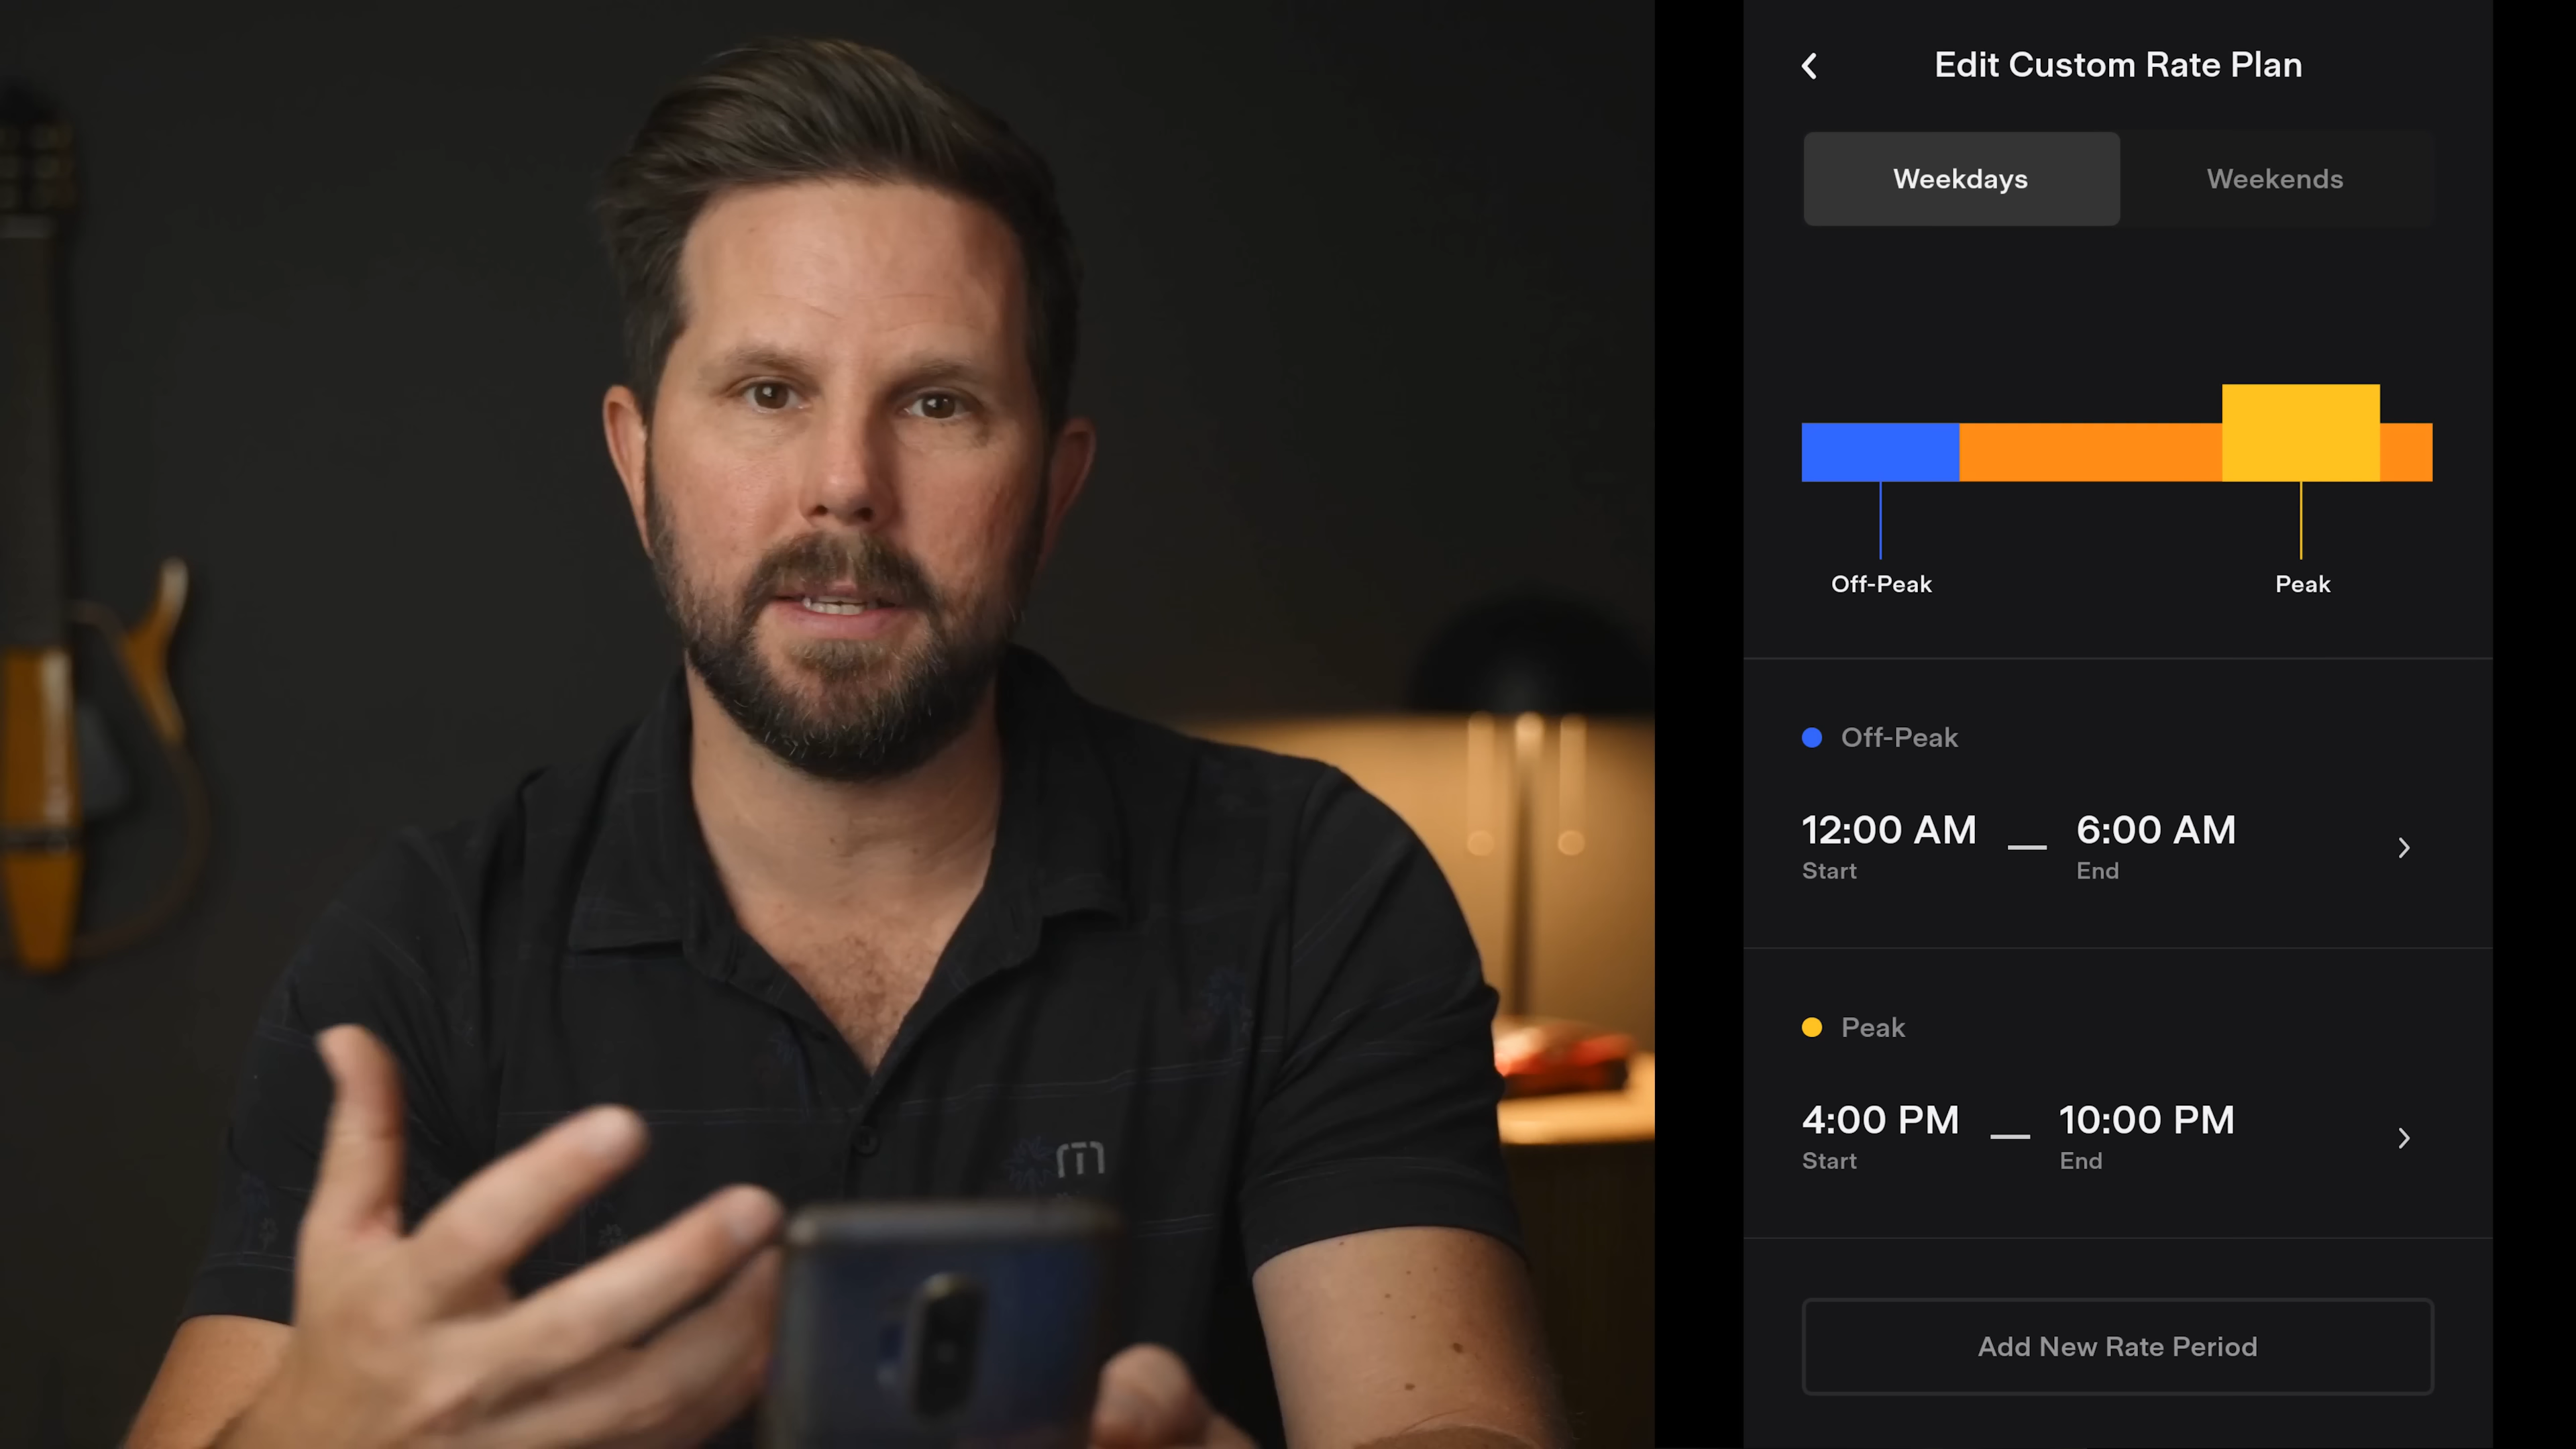 Edit Custom Rate Plan
Weekdays
Weekends
Off-Peak
Peak
Off-Peak
12:00 AM — 6:00 AM
Start
End
Peak
4:00 PM — 10:00 PM
Start
End
Add New Rate Period